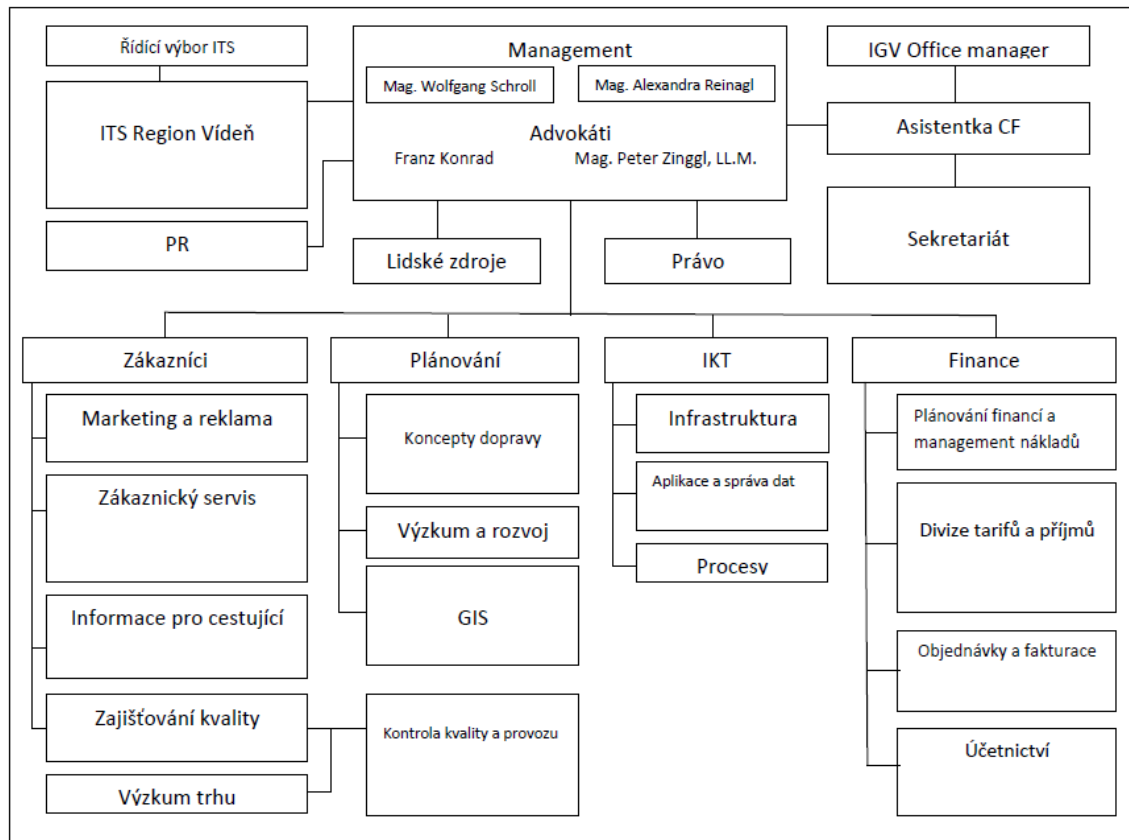 Řídící výbor ITS
ITS Region Vídeň
PR
Management
Mag. Wolfgang Schroll
Mag. Alexandra Reinagl
Advokáti
Franz Konrad
Mag. Peter Zinggl, LL.M.
IGV Office manager
Asistentka CF
Sekretariát
Lidské zdroje
Právo
Zákazníci
Marketing a reklama
Zákaznický servis
Informace pro cestující
Zajišťování kvality
Výzkum trhu
Plánování
Koncepty dopravy
Výzkum a rozvoj
GIS
Kontrola kvality a provozu
IKT
Infrastruktura
Aplikace a správa dat
Procesy
Finance
Plánování financí a
management nákladů
Divize tarifů a příjmů
Objednávky a fakturace
Účetnictví